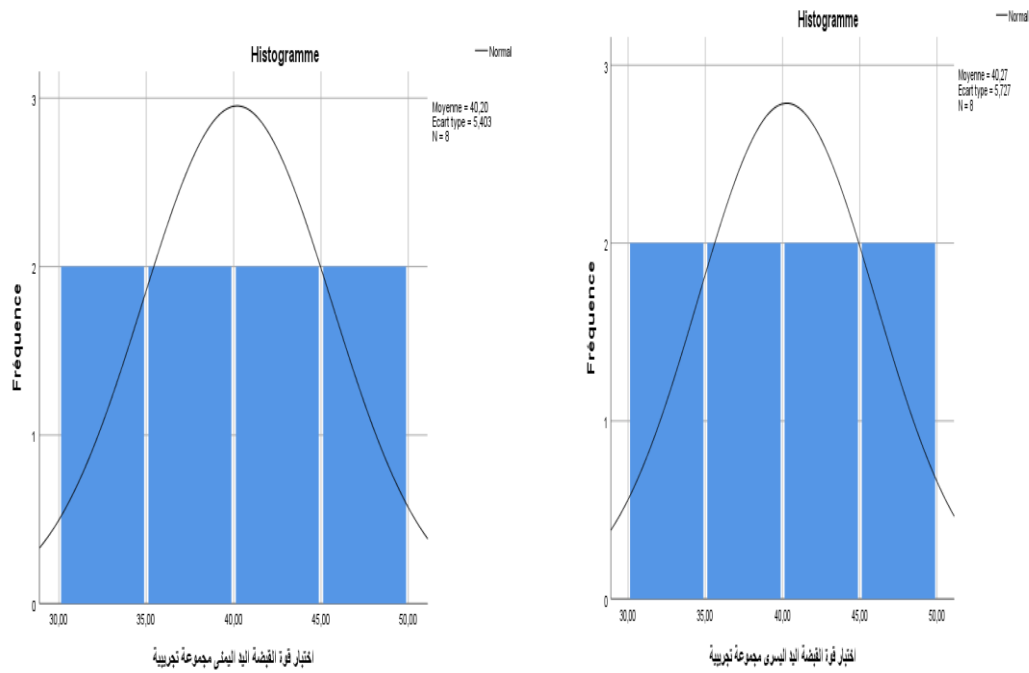 Histogramme
Normal
Moyenne = 40,20
Ecart type = 5,403
N = 8
Fréquence
3
2
1
0
30,00 35,00 40,00 45,00 50,00
اختبار قوة القبضة اليد اليمنى مجموعة تجريبية
Histogramme
Normal
Moyenne = 40,27
Ecart type = 5,727
N = 8
Fréquence
3
2
1
0
30,00 35,00 40,00 45,00 50,00
اختبار قوة القبضة اليد اليسرى مجموعة تجريبية